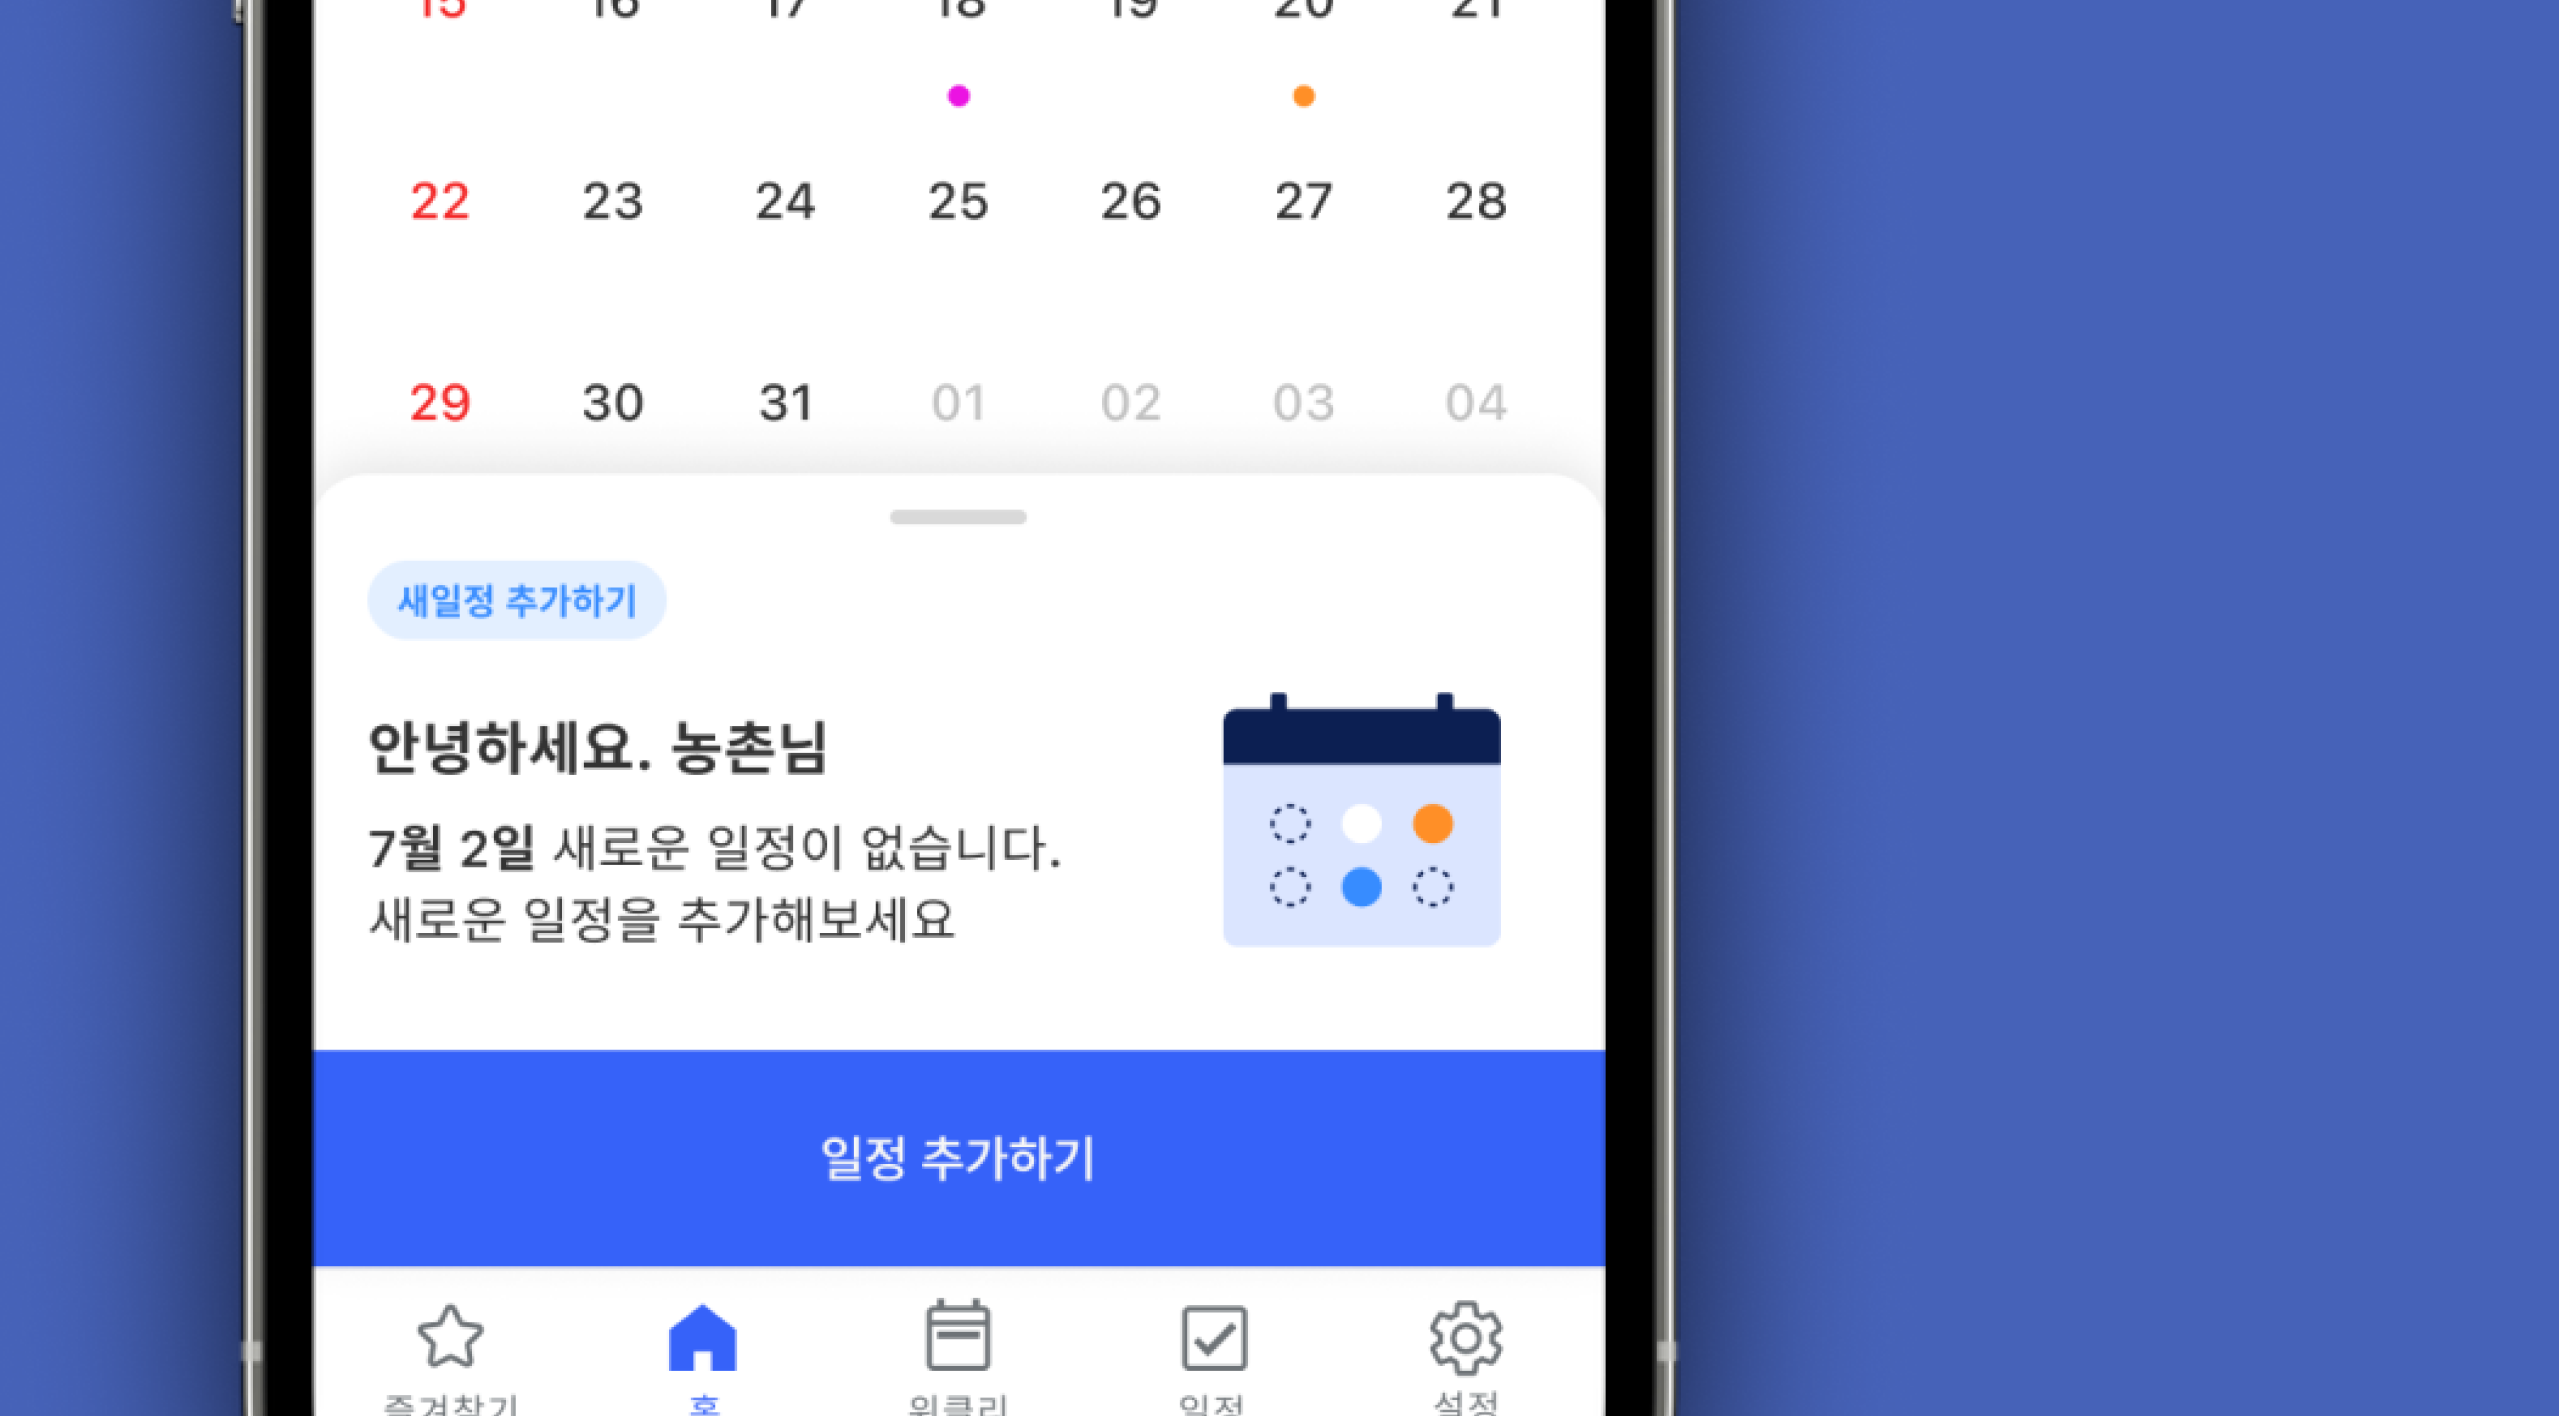 15 16 17 18 19 20 21
22 23 24 25 26 27 28
29 30 31 01 02 03 04
새일정 추가하기
안녕하세요. 농촌님
7월 2일 새로운 일정이 없습니다.
새로운 일정을 추가해보세요
일정 추가하기
즐겨찾기 홈 위클리 일정 설정